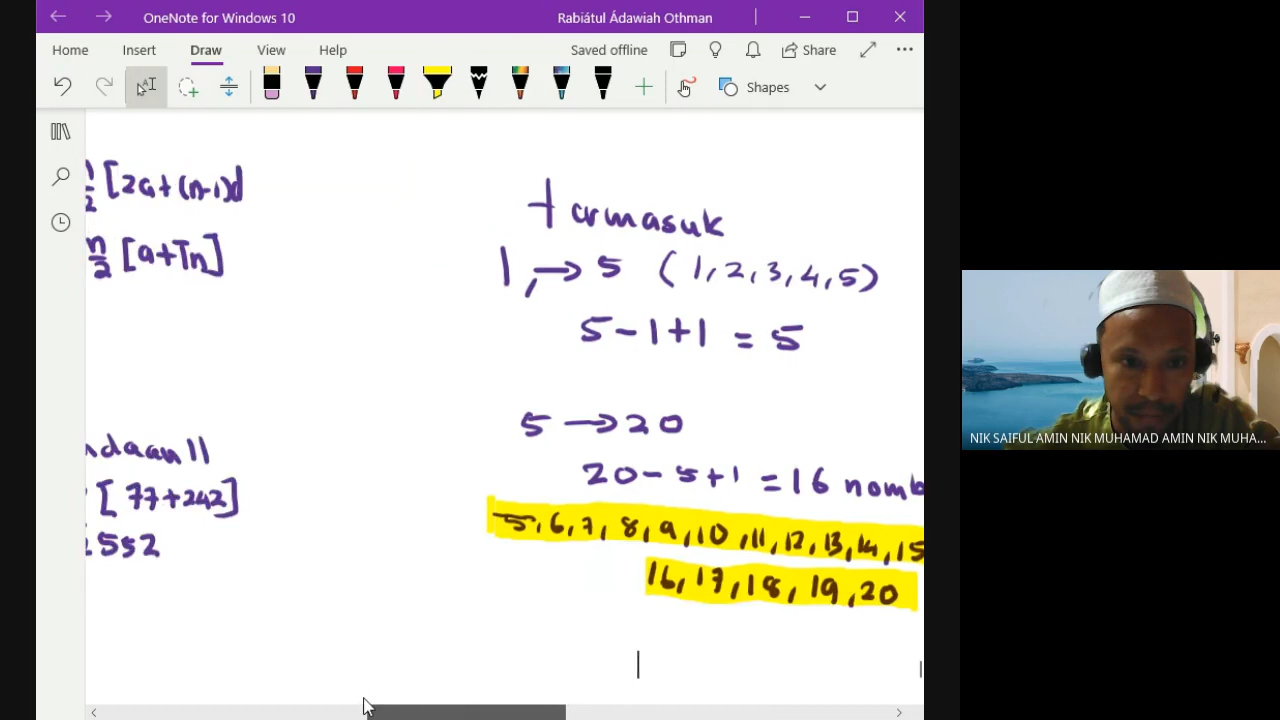 OneNote for Windows 10
Rabiátul Ádawiah Othman
Home Insert Draw View Help
Saved offline
Share
Shapes
[2a+(n-1)d
n/2 [a+Tn]
termasuk
1, → 5 (1,2,3,4,5)
5-1+1 = 5
5 → 20
20-5+1 = 16 nomb
5,6,7,8,9,10,11,12,13,14,15
16,17,18,19,20
ndaan 11
[77+242]
552
NIK SAIFUL AMIN NIK MUHAMAD AMIN NIK MUHA...